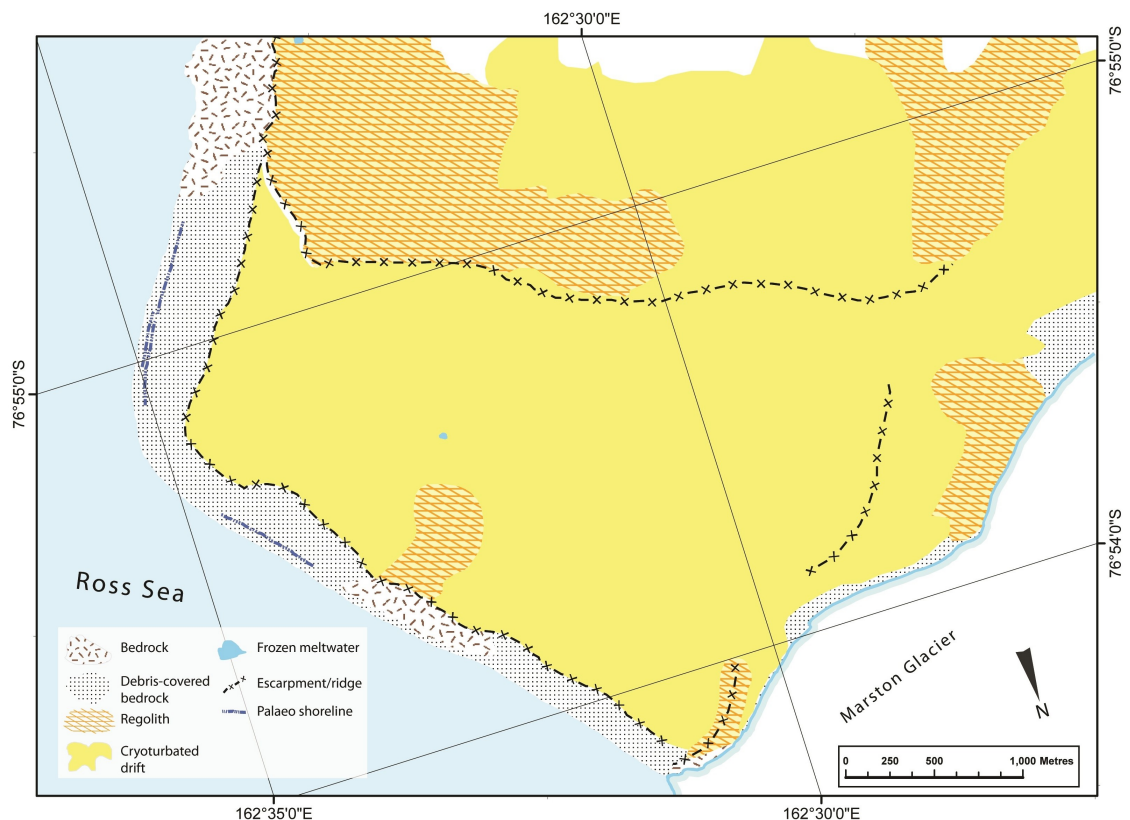 162°30'0"E
76°55'0"S
76°55'0"S
76°54'0"S
Ross Sea
Marston Glacier
Bedrock
Debris-covered
bedrock
Regolith
Cryoturbated
drift
Frozen meltwater
Escarpment/ridge
Palaeo shoreline
N
0 250 500 1,000 Metres
162°35'0"E
162°30'0"E